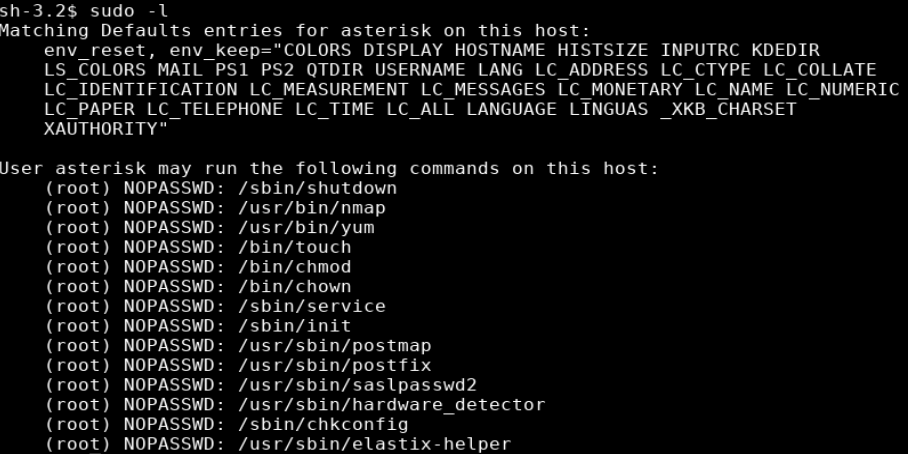 sh-3.2$ sudo -l
Matching Defaults entries for asterisk on this host:
    env_reset, env_keep="COLORS DISPLAY HOSTNAME HISTSIZE INPUTRC KDEDIR
    LS_COLORS MAIL PS1 PS2 QTDIR USERNAME LANG LC_ADDRESS LC_CTYPE LC_COLLATE
    LC_IDENTIFICATION LC_MEASUREMENT LC_MESSAGES LC_MONETARY LC_NAME LC_NUMERIC
    LC_PAPER LC_TELEPHONE LC_TIME LC_ALL LANGUAGE LINGUAS _XKB_CHARSET
    XAUTHORITY"

User asterisk may run the following commands on this host:
    (root) NOPASSWD: /sbin/shutdown
    (root) NOPASSWD: /usr/bin/nmap
    (root) NOPASSWD: /usr/bin/yum
    (root) NOPASSWD: /bin/touch
    (root) NOPASSWD: /bin/chmod
    (root) NOPASSWD: /bin/chown
    (root) NOPASSWD: /sbin/service
    (root) NOPASSWD: /sbin/init
    (root) NOPASSWD: /usr/sbin/postmap
    (root) NOPASSWD: /usr/sbin/postfix
    (root) NOPASSWD: /usr/sbin/saslpasswd2
    (root) NOPASSWD: /usr/sbin/hardware_detector
    (root) NOPASSWD: /sbin/chkconfig
    (root) NOPASSWD: /usr/sbin/elastix-helper